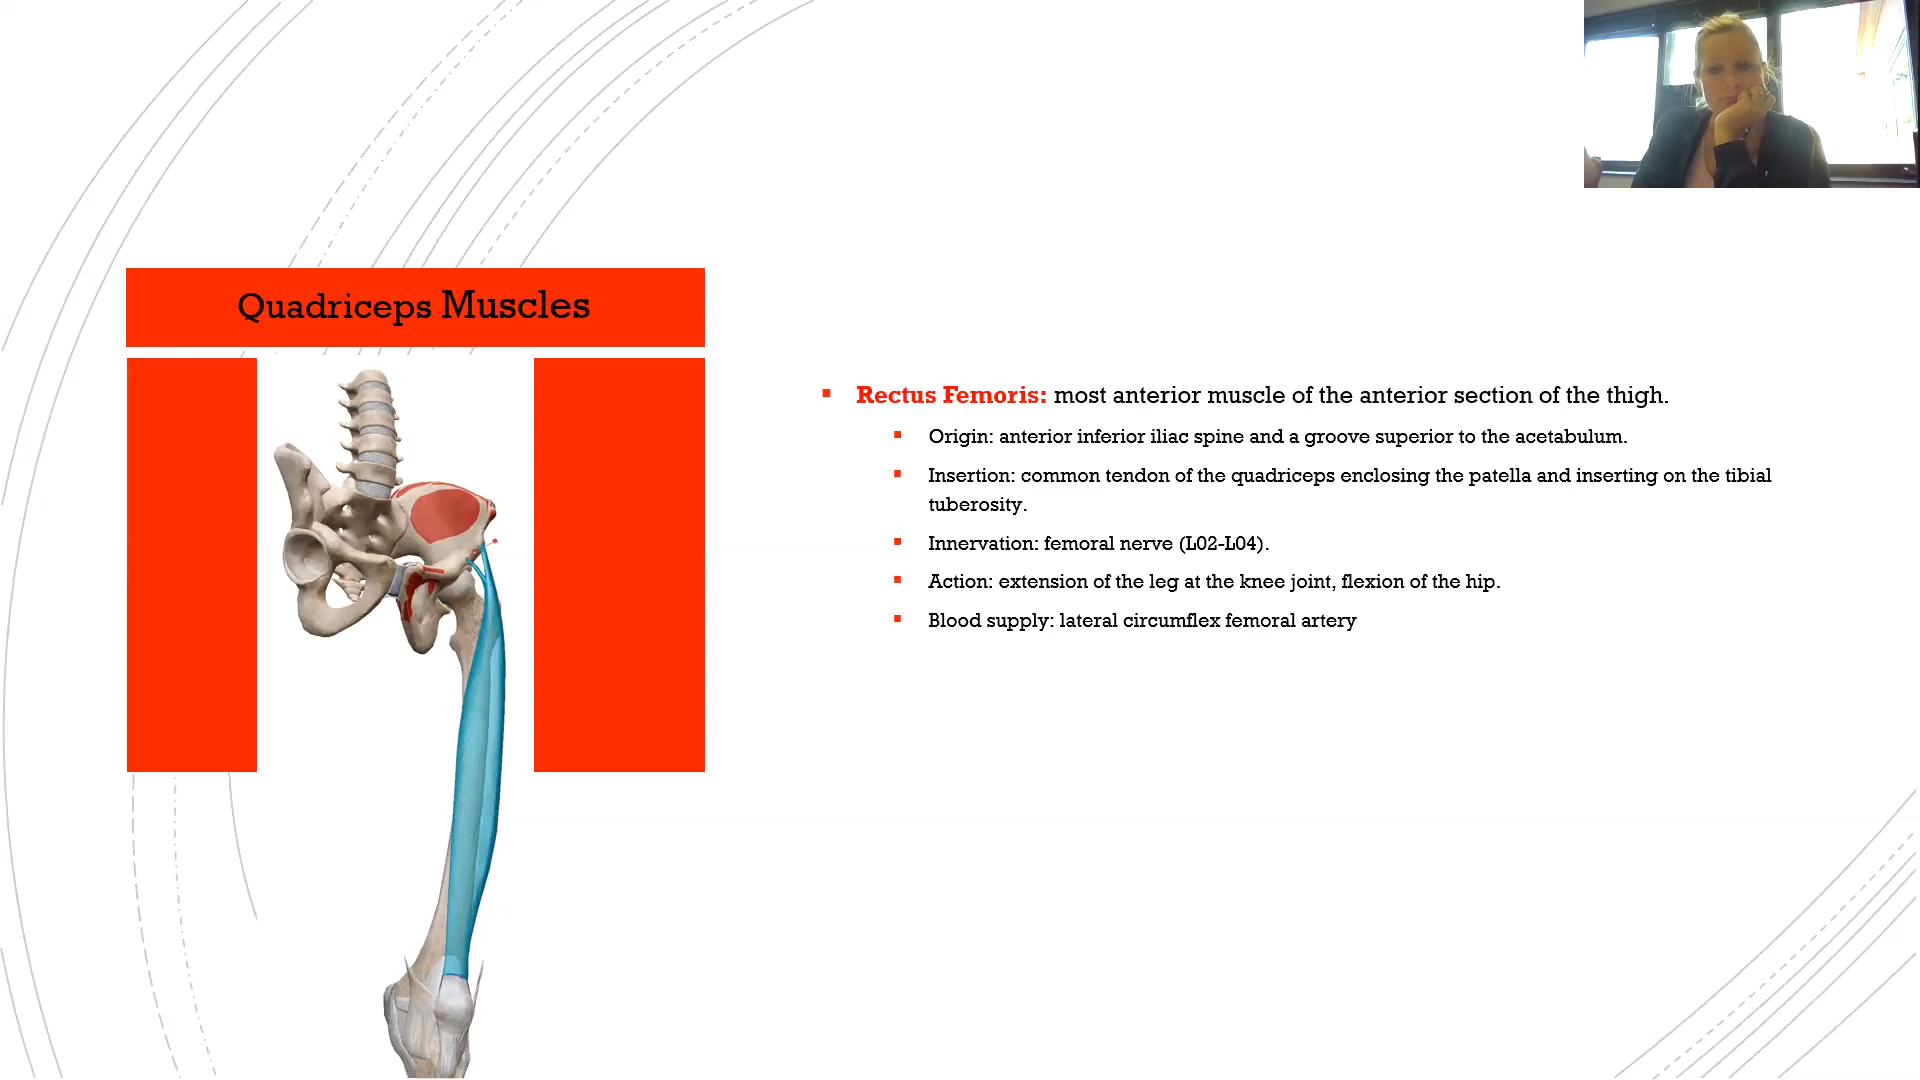 Quadriceps Muscles
Rectus Femoris: most anterior muscle of the anterior section of the thigh.
Origin: anterior inferior iliac spine and a groove superior to the acetabulum.
Insertion: common tendon of the quadriceps enclosing the patella and inserting on the tibial
tuberosity.
Innervation: femoral nerve (L02-L04).
Action: extension of the leg at the knee joint, flexion of the hip.
Blood supply: lateral circumflex femoral artery